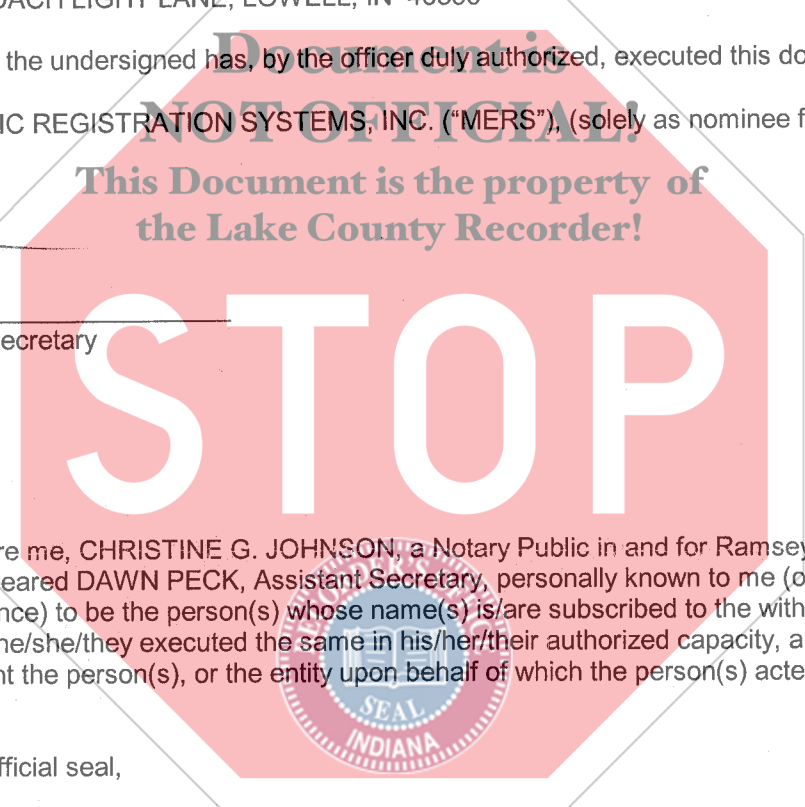 the undersigned has, by the officer duly authorized, executed this do
Document is
IC REGISTRATION SYSTEMS, INC. ("MERS"), (solely as nominee f
NOT OFFICIAL!
This Document is the property of
the Lake County Recorder!
ecretary
STOP
re me, CHRISTINE G. JOHNSON, a Notary Public in and for Ramsey
eared DAWN PECK, Assistant Secretary, personally known to me (o
nce) to be the person(s) whose name(s) is/are subscribed to the with
he/she/they executed the same in his/her/their authorized capacity, a
nt the person(s), or the entity upon behalf of which the person(s) acte
SEAL
INDIANA
fficial seal,